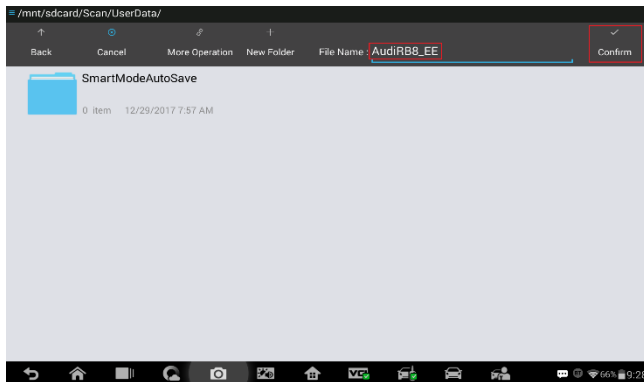 /mnt/sdcard/Scan/UserData/
Back Cancel More Operation New Folder File Name : AudiRB8_EE Confirm
SmartModeAutoSave
0 item 12/29/2017 7:57 AM
VCI 66%